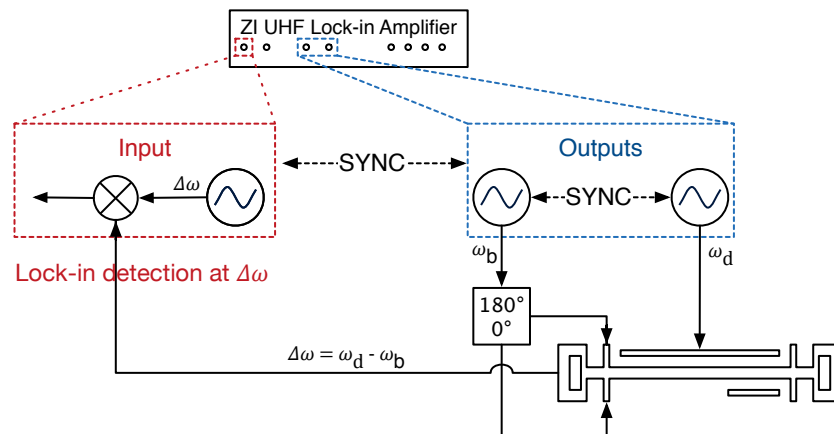 ZI UHF Lock-in Amplifier
Input
Outputs
SYNC
Δω
SYNC
ω_b
ω_d
Lock-in detection at Δω
180°
0°
Δω = ω_d - ω_b